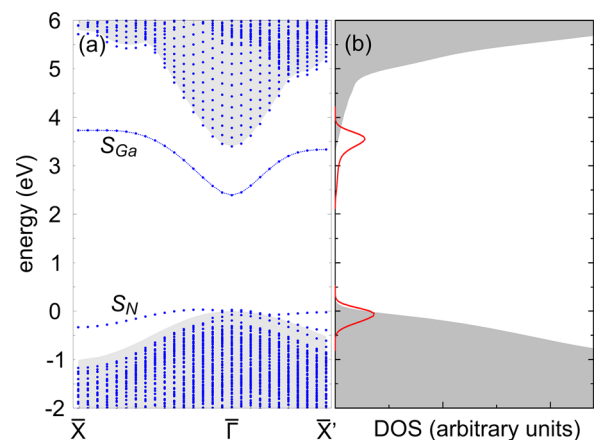 (a)
(b)
6
5
4
3
2
1
0
-1
-2
energy (eV)
S_Ga
S_N
X̅
Γ̅
X̅'
DOS (arbitrary units)